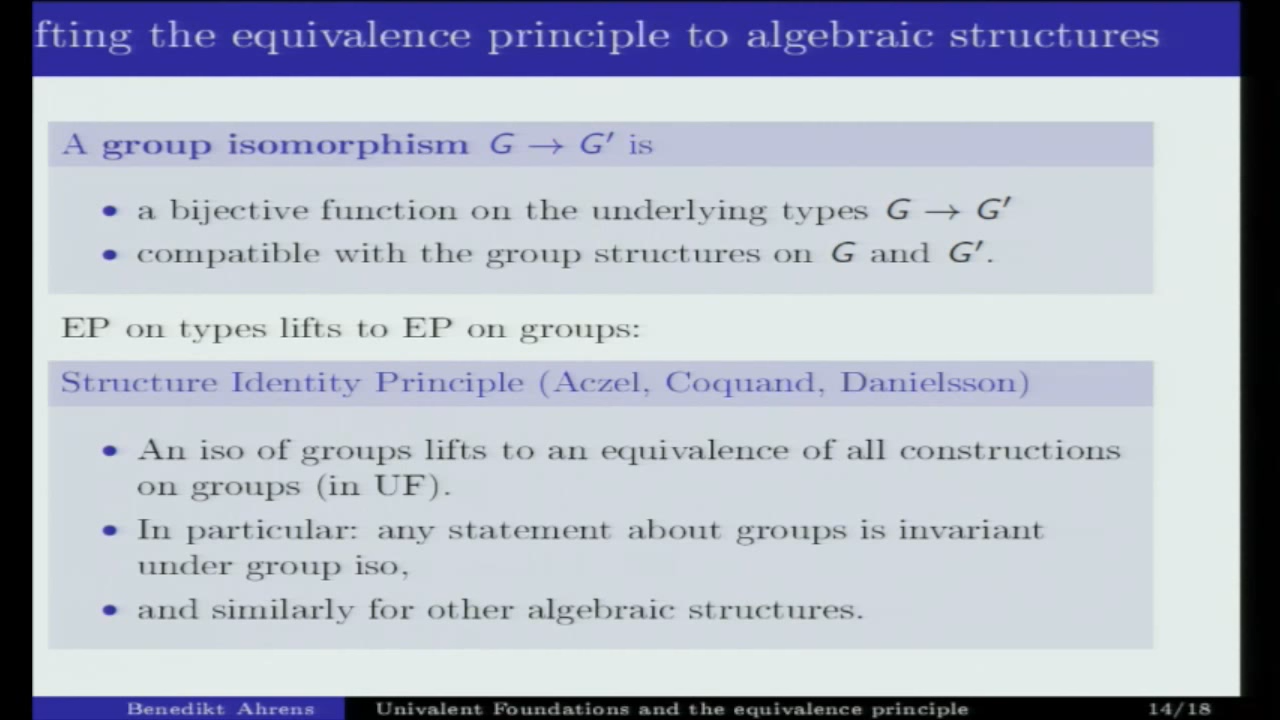 fting the equivalence principle to algebraic structures
A group isomorphism G → G′ is
• a bijective function on the underlying types G → G′
• compatible with the group structures on G and G′.
EP on types lifts to EP on groups:
Structure Identity Principle (Aczel, Coquand, Danielsson)
• An iso of groups lifts to an equivalence of all constructions
on groups (in UF).
• In particular: any statement about groups is invariant
under group iso,
• and similarly for other algebraic structures.
Benedikt Ahrens Univalent Foundations and the equivalence principle 14/18